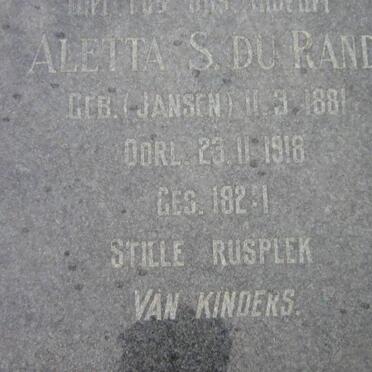 ALETTA S. DU RAND
GEB. (JANSEN) 11.3.1881
OORL. 23.11.1918
GES. 182:1
STILLE RUSPLEK
VAN KINDERS.